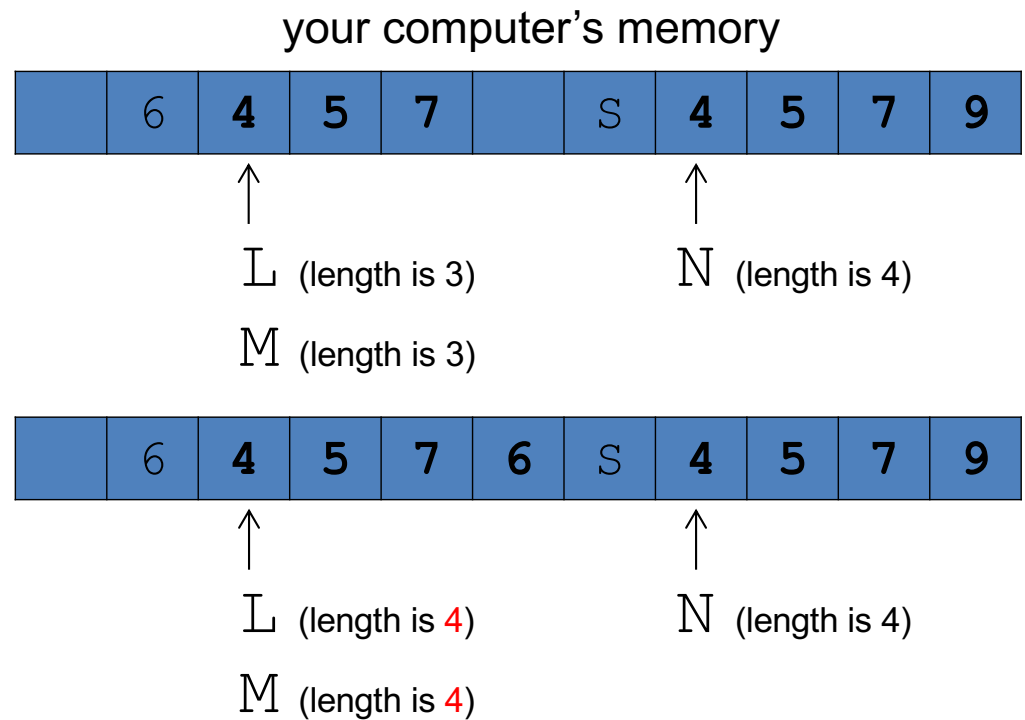 your computer’s memory
6 4 5 7 S 4 5 7 9
L (length is 3) N (length is 4)
M (length is 3)
6 4 5 7 6 S 4 5 7 9
L (length is 4) N (length is 4)
M (length is 4)